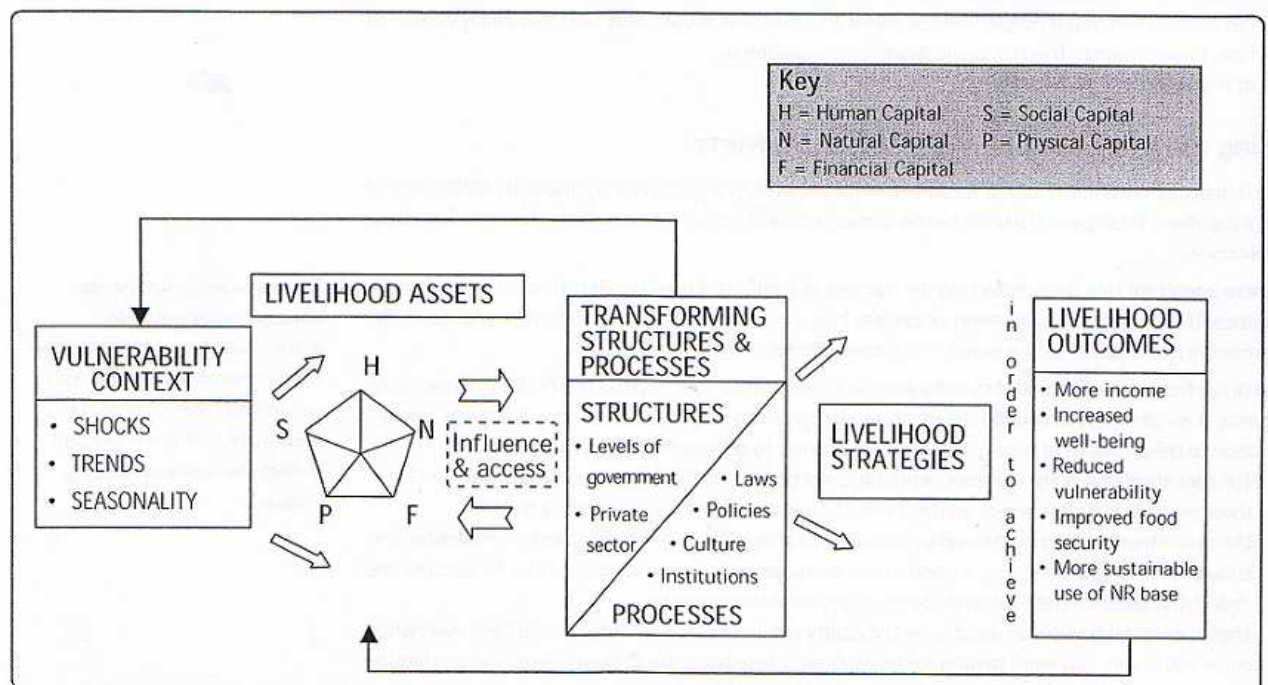 Key
H = Human Capital S = Social Capital
N = Natural Capital P = Physical Capital
F = Financial Capital
LIVELIHOOD ASSETS
VULNERABILITY
CONTEXT
• SHOCKS
• TRENDS
• SEASONALITY
H
S
N
P
F
Influence
& access
TRANSFORMING
STRUCTURES &
PROCESSES
STRUCTURES
• Levels of
government
• Private
sector
• Laws
• Policies
• Culture
• Institutions
PROCESSES
LIVELIHOOD
STRATEGIES
in order to achieve
LIVELIHOOD
OUTCOMES
• More income
• Increased
well-being
• Reduced
vulnerability
• Improved food
security
• More sustainable
use of NR base